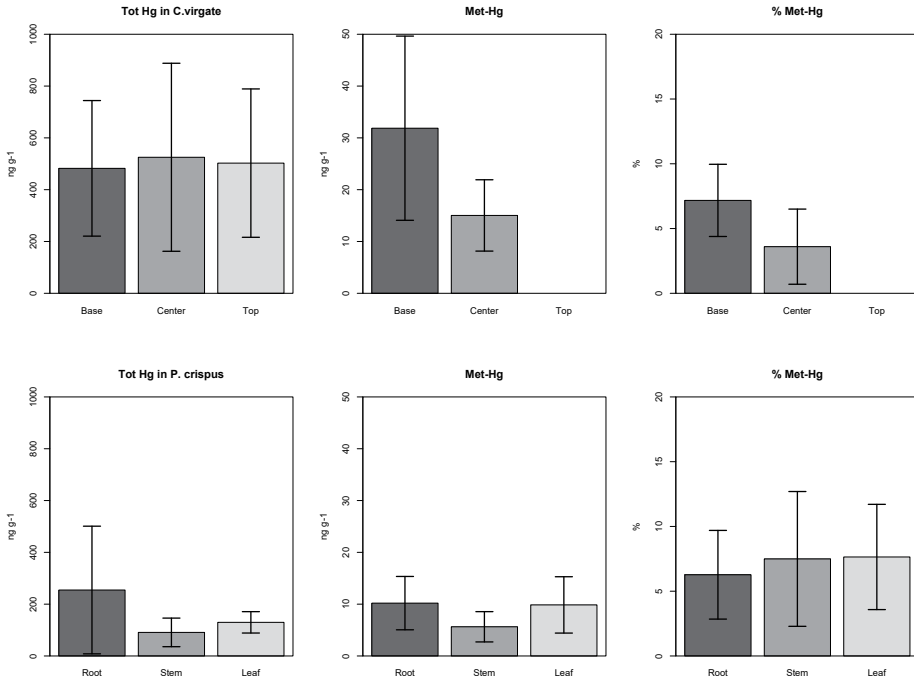 Tot Hg in C.virgate
ng g-1
0
200
400
600
800
1000
Base
Center
Top
Met-Hg
ng g-1
0
10
20
30
40
50
Base
Center
Top
% Met-Hg
%
0
5
10
15
20
Base
Center
Top
Tot Hg in P. crispus
ng g-1
0
200
400
600
800
1000
Root
Stem
Leaf
Met-Hg
ng g-1
0
10
20
30
40
50
Root
Stem
Leaf
% Met-Hg
%
0
5
10
15
20
Root
Stem
Leaf